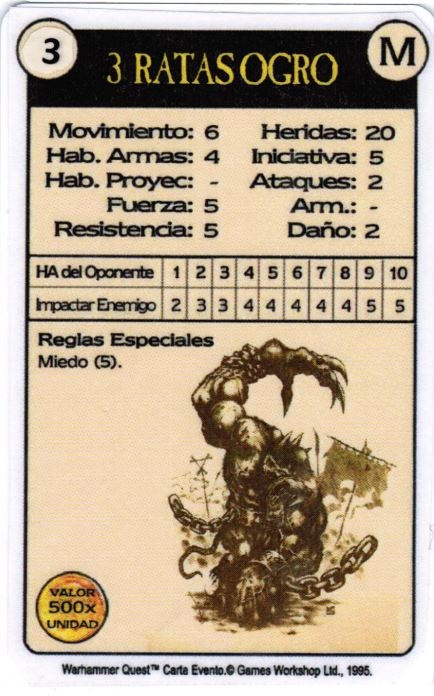 3
3 RATAS OGRO
M
Movimiento: 6 Heridas: 20
Hab. Armas: 4 Iniciativa: 5
Hab. Proyec: - Ataques: 2
Fuerza: 5 Arm.: -
Resistencia: 5 Daño: 2
HA del Oponente 1 2 3 4 5 6 7 8 9 10
Impactar Enemigo 2 3 3 4 4 4 4 4 5 5
Reglas Especiales
Miedo (5).
VALOR
500x
UNIDAD
Warhammer Quest™ Carta Evento.© Games Workshop Ltd., 1995.